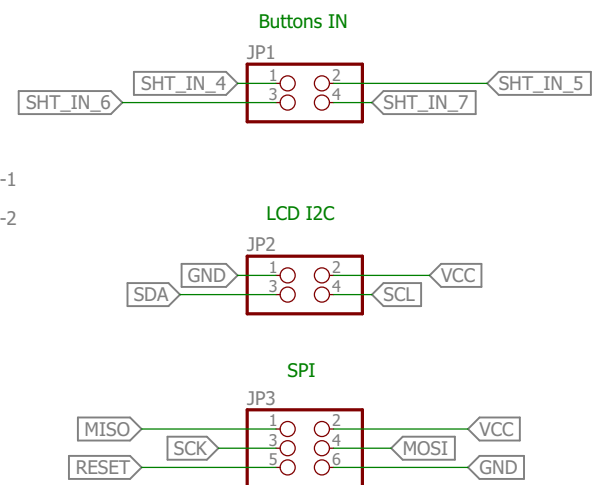 Buttons IN
JP1
SHT_IN_4 1 2 SHT_IN_5
SHT_IN_6 3 4 SHT_IN_7
-1
-2
LCD I2C
JP2
GND 1 2 VCC
SDA 3 4 SCL
SPI
JP3
MISO 1 2 VCC
SCK 3 4 MOSI
RESET 5 6 GND